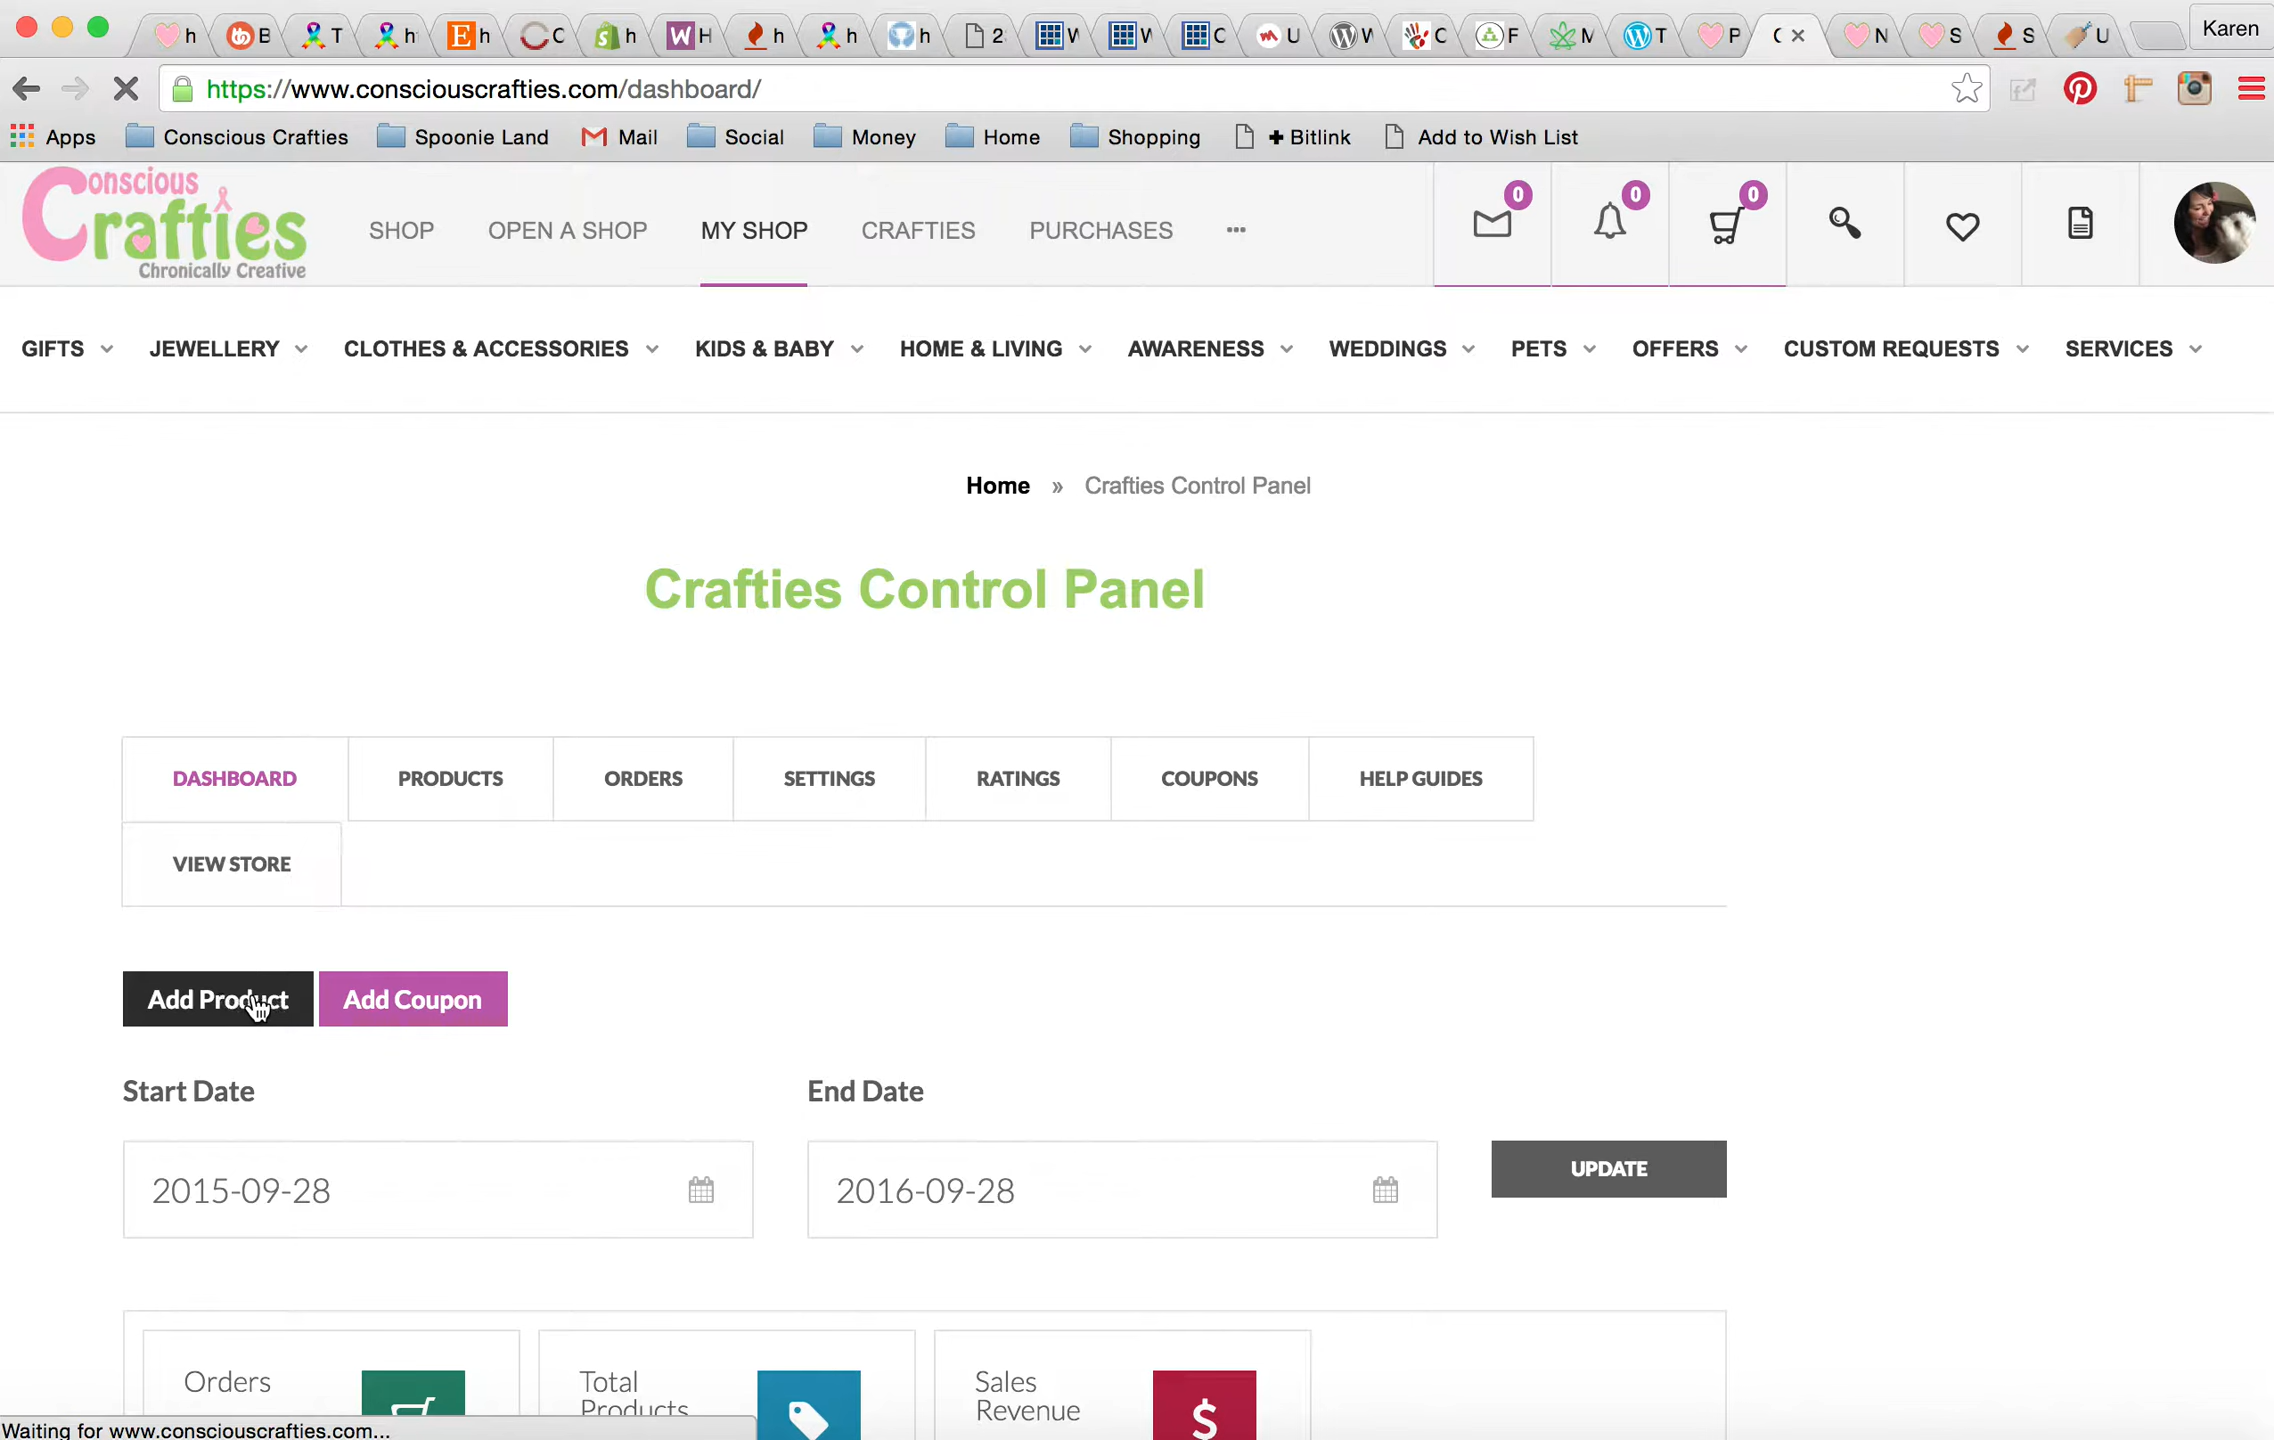 h B T h h C h W H h h h 2 W W C U W C F M T P C N S S U Karen
https://www.consciouscrafties.com/dashboard/
Apps Conscious Crafties Spoonie Land Mail Social Money Home Shopping + Bitlink Add to Wish List
Conscious Crafties
Chronically Creative
SHOP OPEN A SHOP MY SHOP CRAFTIES PURCHASES ... 0 0 0
GIFTS JEWELLERY CLOTHES & ACCESSORIES KIDS & BABY HOME & LIVING AWARENESS WEDDINGS PETS OFFERS CUSTOM REQUESTS SERVICES
Home » Crafties Control Panel
Crafties Control Panel
DASHBOARD PRODUCTS ORDERS SETTINGS RATINGS COUPONS HELP GUIDES
VIEW STORE
Add Product Add Coupon
Start Date End Date
2015-09-28 2016-09-28 UPDATE
Orders Total Products Sales Revenue $
Waiting for www.consciouscrafties.com...